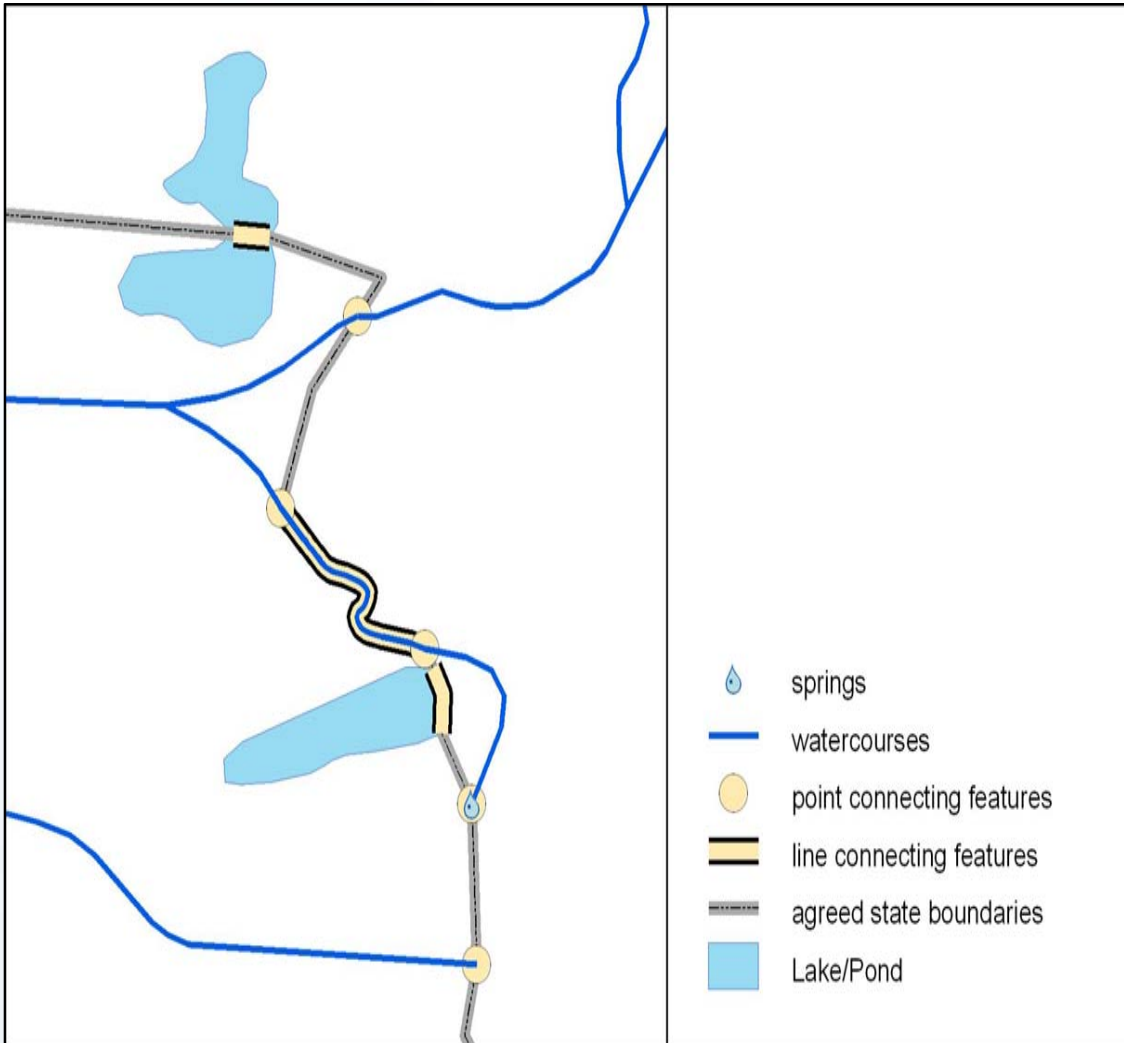 springs
watercourses
point connecting features
line connecting features
agreed state boundaries
Lake/Pond